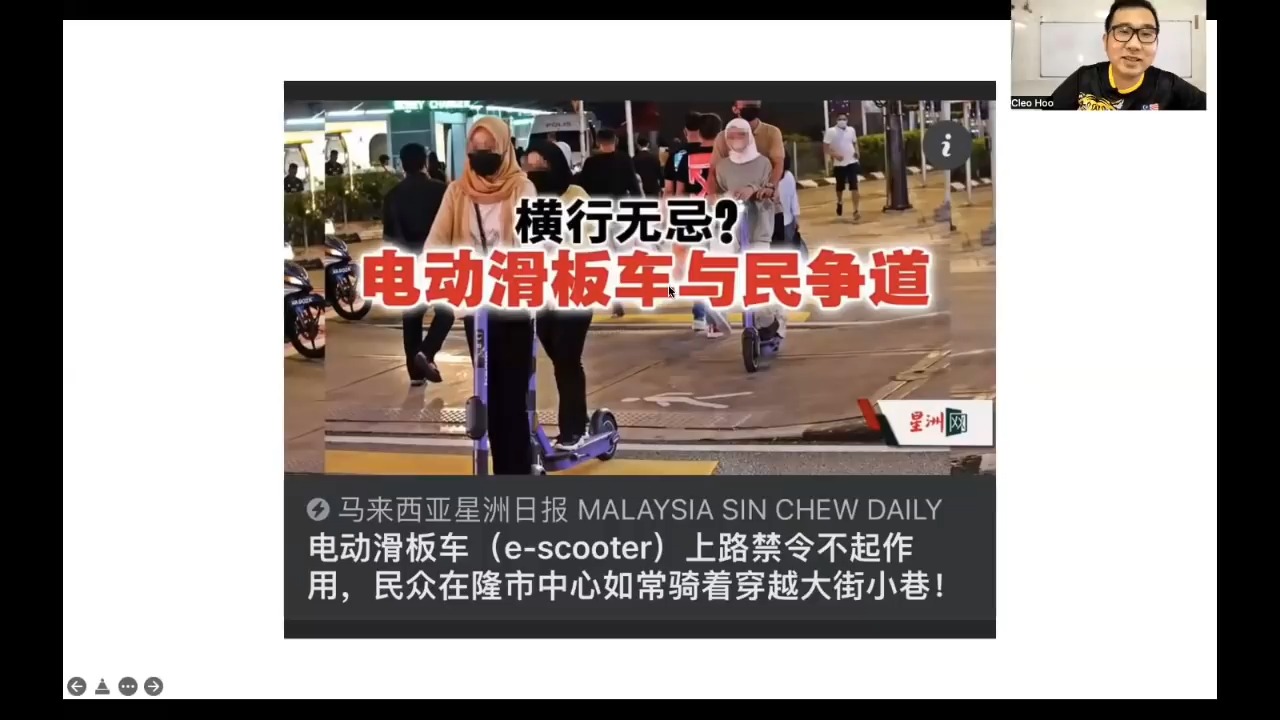 Cleo Hoo
POLIS
横行无忌?
电动滑板车与民争道
星洲网
马来西亚星洲日报 MALAYSIA SIN CHEW DAILY
电动滑板车（e-scooter）上路禁令不起作
用，民众在隆市中心如常骑着穿越大街小巷！